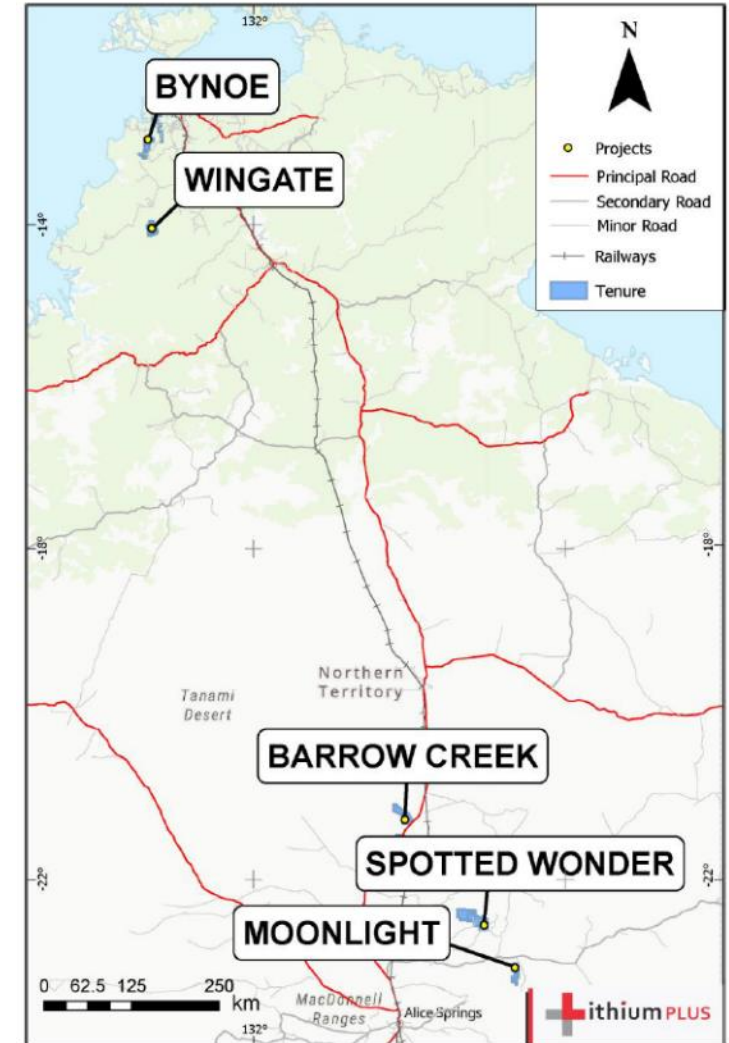 132°
N
BYNOE
Projects
WINGATE
Principal Road
Secondary Road
-14°
Minor Road
Railways
Tenure
-18°
-18°
Northern
Territory
Tanami
Desert
BARROW CREEK
SPOTTED WONDER
-22°
-22°
MOONLIGHT
0 62.5 125 250
km
MacDonnell
Ranges
Alice Springs
132°
Lithium PLUS